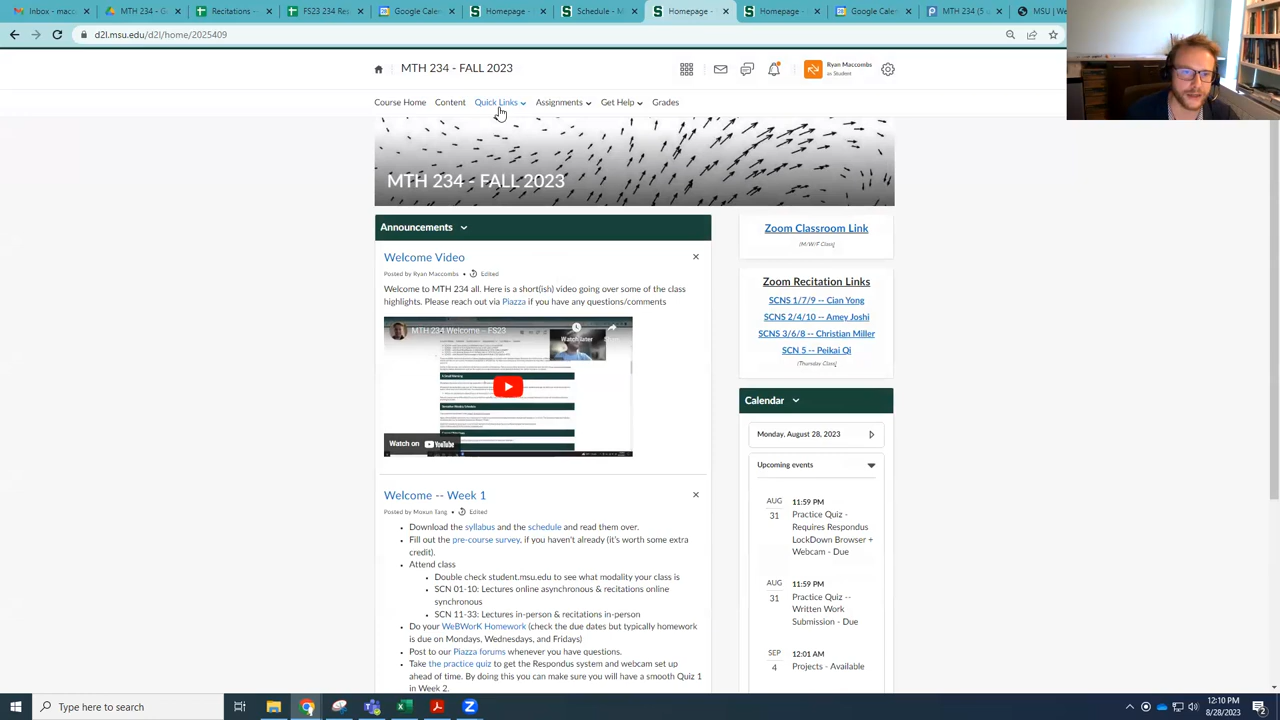 Inbox - macc
MTH 234 - G
Recitations -
FS23 234 Res
Google Calen
Homepage -
Schedule - M
Homepage - S
Google Cale
MTH 234 (5
MSU | We
d2l.msu.edu/d2l/home/2025409
MTH 234 - FALL 2023
Ryan Maccombs
as Student
Course Home Content Quick Links Assignments Get Help Grades
MTH 234 - FALL 2023
Announcements
Welcome Video
Posted by Ryan Maccombs • Edited
Welcome to MTH 234 all. Here is a short(ish) video going over some of the class
highlights. Please reach out via Piazza if you have any questions/comments
MTH 234 Welcome – FS23
Watch later
Share
Watch on YouTube
Welcome -- Week 1
Posted by Moxun Tang • Edited
• Download the syllabus and the schedule and read them over.
• Fill out the pre-course survey, if you haven't already (it's worth some extra
credit).
• Attend class
• Double check student.msu.edu to see what modality your class is
• SCN 01-10: Lectures online asynchronous & recitations online
synchronous
• SCN 11-33: Lectures in-person & recitations in-person
• Do your WeBWorK Homework (check the due dates but typically homework
is due on Mondays, Wednesdays, and Fridays)
• Post to our Piazza forums whenever you have questions.
• Take the practice quiz to get the Respondus system and webcam set up
ahead of time. By doing this you can make sure you will have a smooth Quiz 1
in Week 2.
Zoom Classroom Link
(M/W/F Class)
Zoom Recitation Links
SCNS 1/7/9 -- Cian Yong
SCNS 2/4/10 -- Amey Joshi
SCNS 3/6/8 -- Christian Miller
SCN 5 -- Peikai Qi
(Thursday Class)
Calendar
Monday, August 28, 2023
Upcoming events
AUG
31
11:59 PM
Practice Quiz -
Requires Respondus
LockDown Browser +
Webcam - Due
AUG
31
11:59 PM
Practice Quiz --
Written Work
Submission - Due
SEP
4
12:01 AM
Projects - Available
Type here to search
12:10 PM
8/28/2023
2